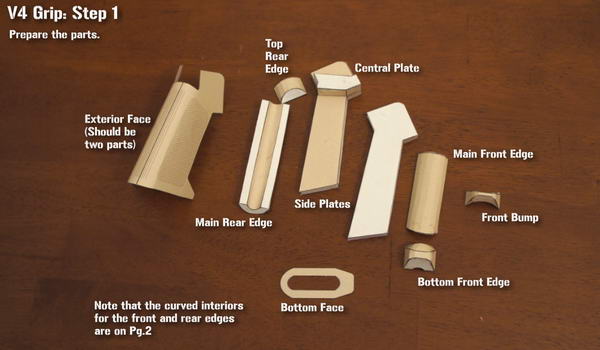 V4 Grip: Step 1
Prepare the parts.
Top
Rear
Edge
Central Plate
Exterior Face
(Should be
two parts)
Main Front Edge
Side Plates
Front Bump
Main Rear Edge
Bottom Front Edge
Bottom Face
Note that the curved interiors
for the front and rear edges
are on Pg.2